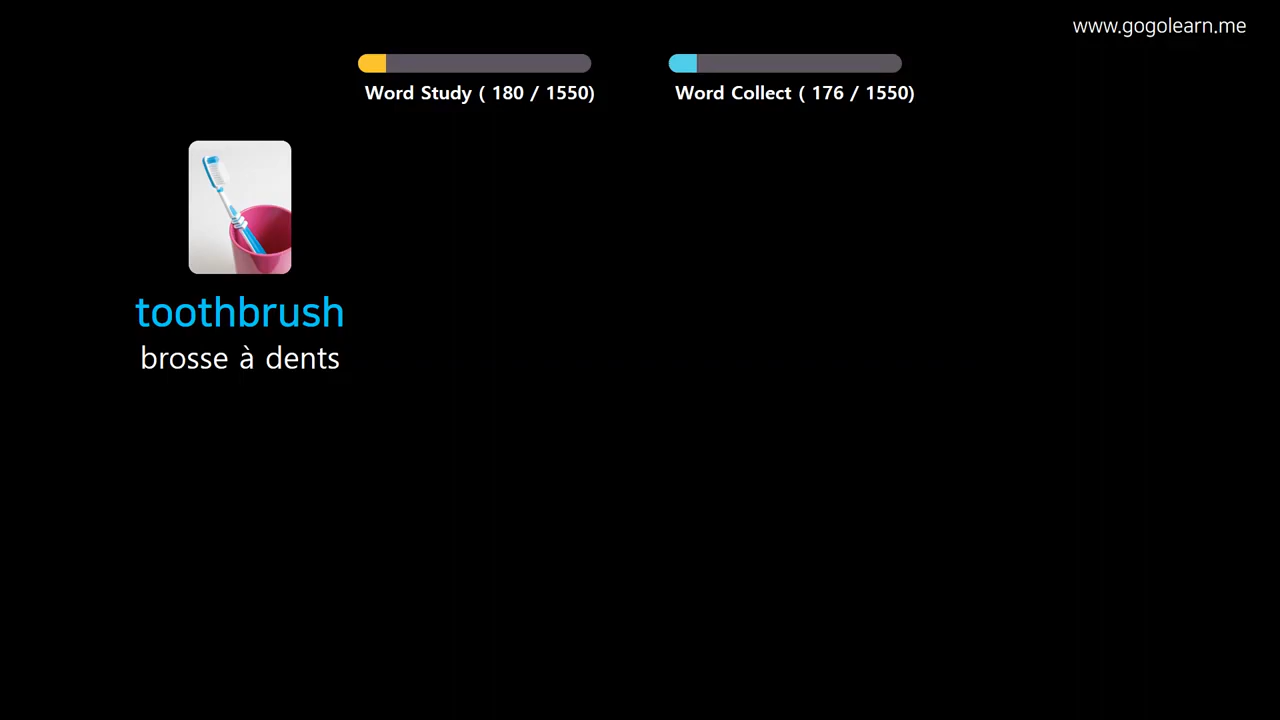 www.gogolearn.me
Word Study ( 180 / 1550)
Word Collect ( 176 / 1550)
toothbrush
brosse à dents